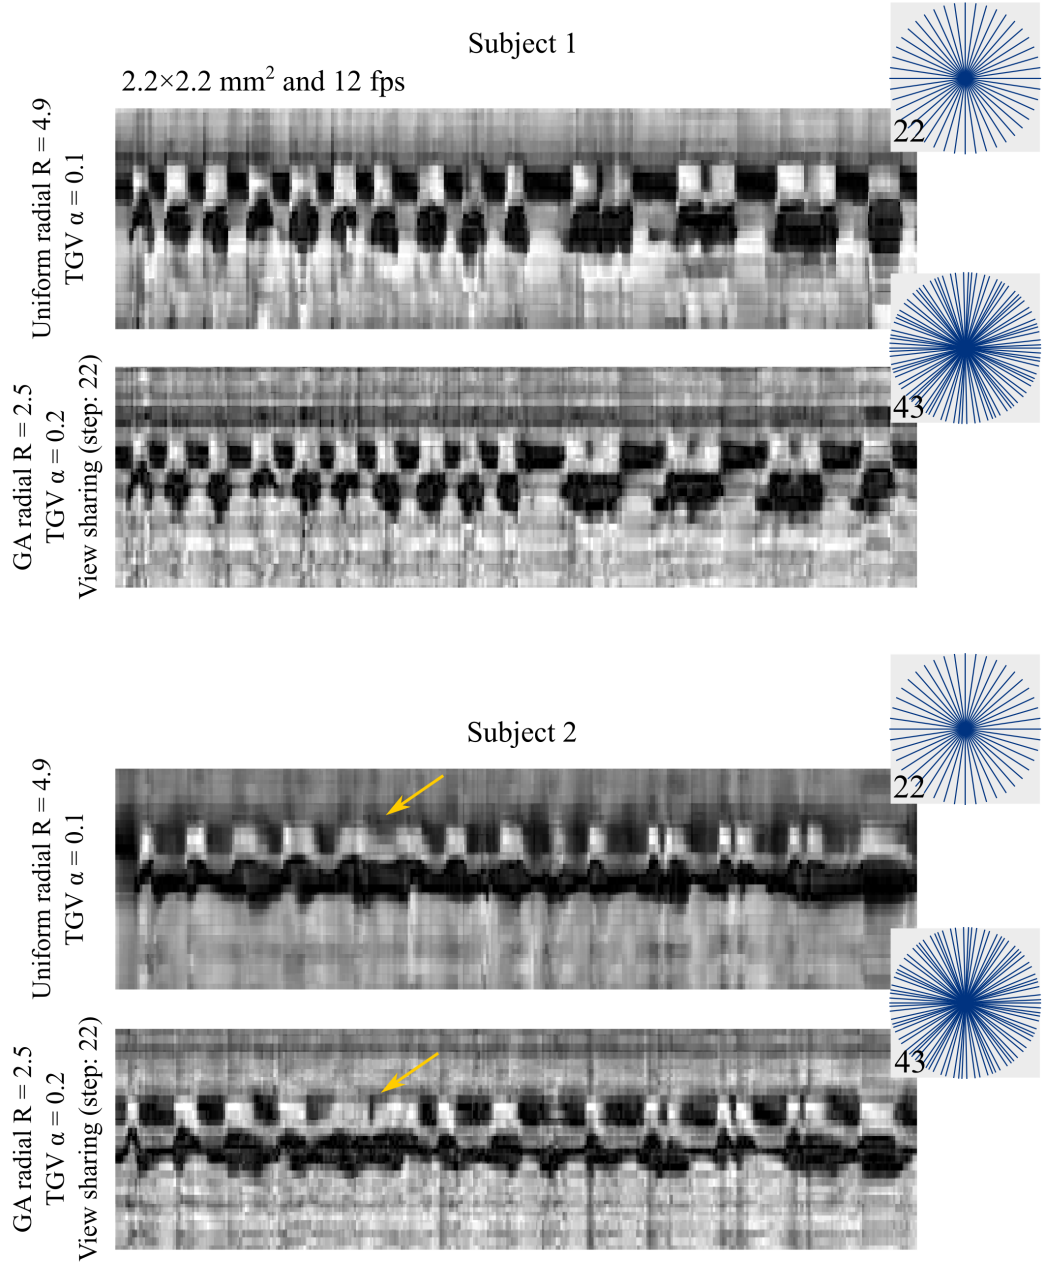 Subject 1
2.2×2.2 mm² and 12 fps
22
Uniform radial R = 4.9
TGV α = 0.1
43
GA radial R = 2.5
TGV α = 0.2
View sharing (step: 22)
Subject 2
22
Uniform radial R = 4.9
TGV α = 0.1
43
GA radial R = 2.5
TGV α = 0.2
View sharing (step: 22)